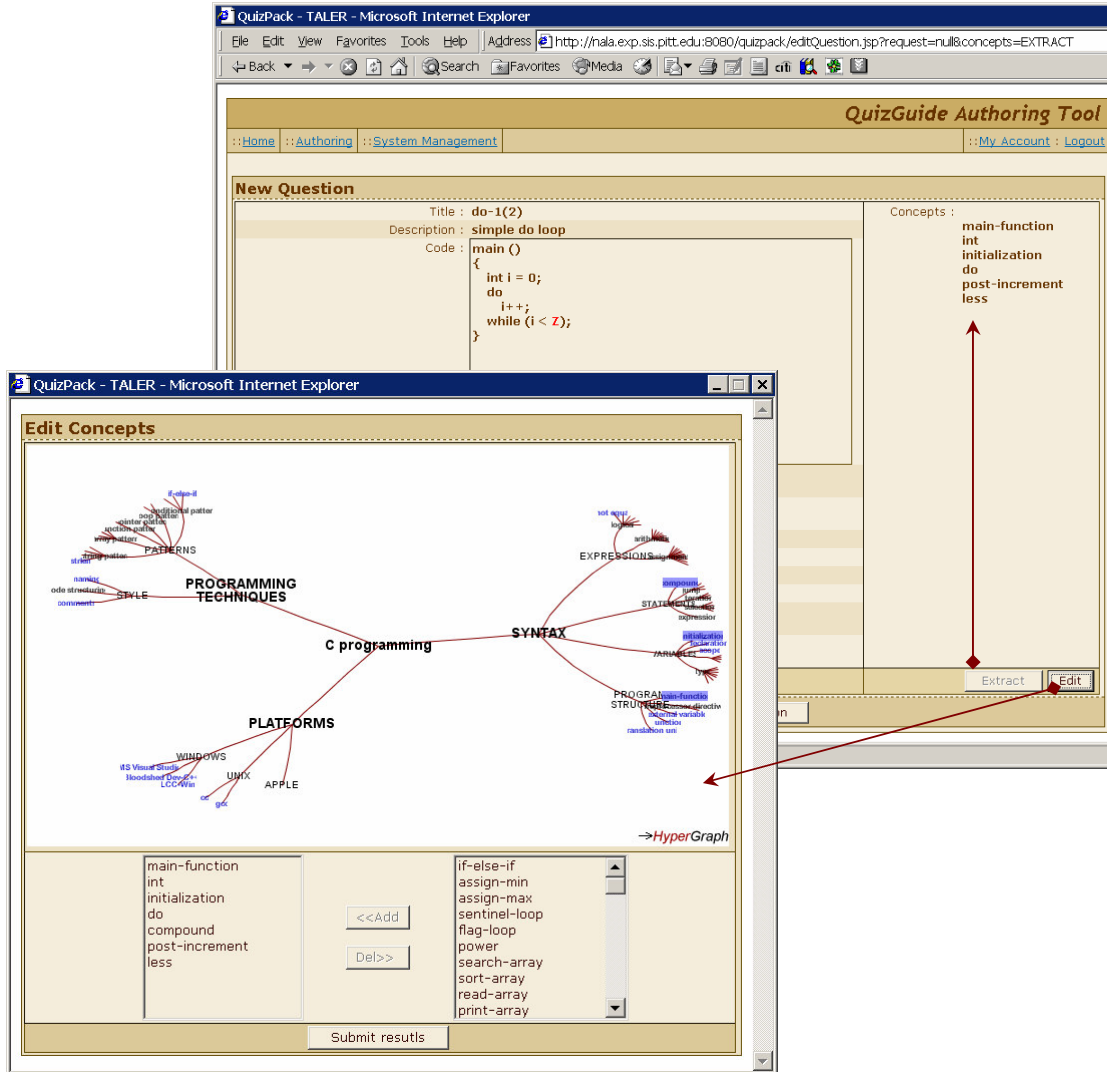 QuizPack - TALER - Microsoft Internet Explorer
File Edit View Favorites Tools Help Address http://nala.exp.sis.pitt.edu:8080/quizpack/editQuestion.jsp?request=null&concepts=EXTRACT
Back Search Favorites Media
QuizGuide Authoring Tool
::Home ::Authoring ::System Management ::My Account : Logout
New Question
Title : do-1(2)
Description : simple do loop
Code : main ()
{
int i = 0;
do
i++;
while (i < Z);
}
Concepts :
main-function
int
initialization
do
post-increment
less
Extract Edit
QuizPack - TALER - Microsoft Internet Explorer
Edit Concepts
if-else-if
PATTERNS
PROGRAMMING
TECHNIQUES
STYLE
C programming
SYNTAX
EXPRESSIONS
STATEMENTS
PLATFORMS
WINDOWS
UNIX
APPLE
→HyperGraph
main-function
int
initialization
do
compound
post-increment
less
<<Add
Del>>
if-else-if
assign-min
assign-max
sentinel-loop
flag-loop
power
search-array
sort-array
read-array
print-array
Submit resutls